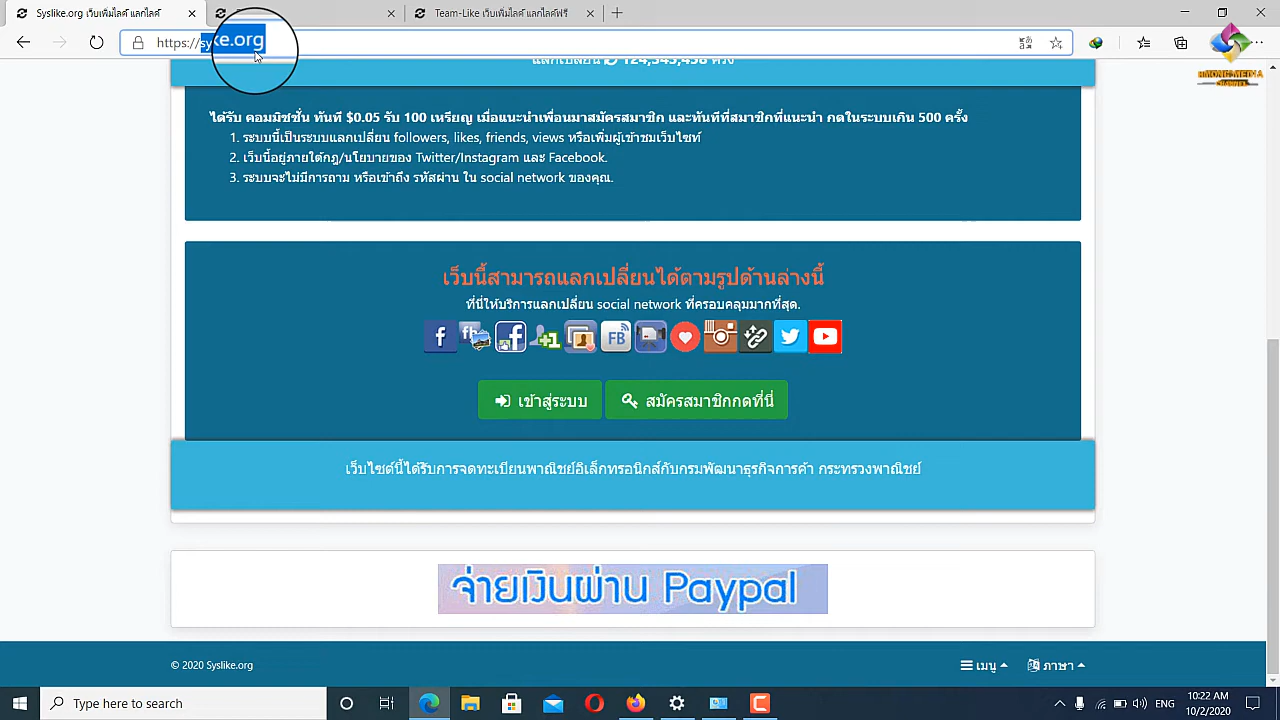 Syslike.org เว็บเพิ่มไลค์ฟรี
Team-Like เว็บเพิ่มไลค์ฟรี
https://
ke.org
แลกเปลี่ยน
ได้รับ คอมมิชชั่น ทันที $0.05 รับ 100 เหรียญ เมื่อแนะนำเพื่อนมาสมัครสมาชิก และทันทีที่สมาชิกที่แนะนำ กดในระบบเกิน 500 ครั้ง
1. ระบบนี้เป็นระบบแลกเปลี่ยน followers, likes, friends, views หรือเพิ่มผู้เข้าชมเว็บไซท์
2. เว็บนี้อยู่ภายใต้กฎ/นโยบายของ Twitter/Instagram และ Facebook.
3. ระบบจะไม่มีการถาม หรือเข้าถึง รหัสผ่าน ใน social network ของคุณ.
เว็บนี้สามารถแลกเปลี่ยนได้ตามรูปด้านล่างนี้
ที่นี่ให้บริการแลกเปลี่ยน social network ที่ครอบคลุมมากที่สุด.
FB
เข้าสู่ระบบ
สมัครสมาชิกกดที่นี่
เว็บไซต์นี้ได้รับการจดทะเบียนพาณิชย์อิเล็กทรอนิกส์กับกรมพัฒนาธุรกิจการค้า กระทรวงพาณิชย์
จ่ายเงินผ่าน Paypal
© 2020 Syslike.org
เมนู
ภาษา
Type here to search
ENG
10:22 AM
10/2/2020
HMONG MEDIA